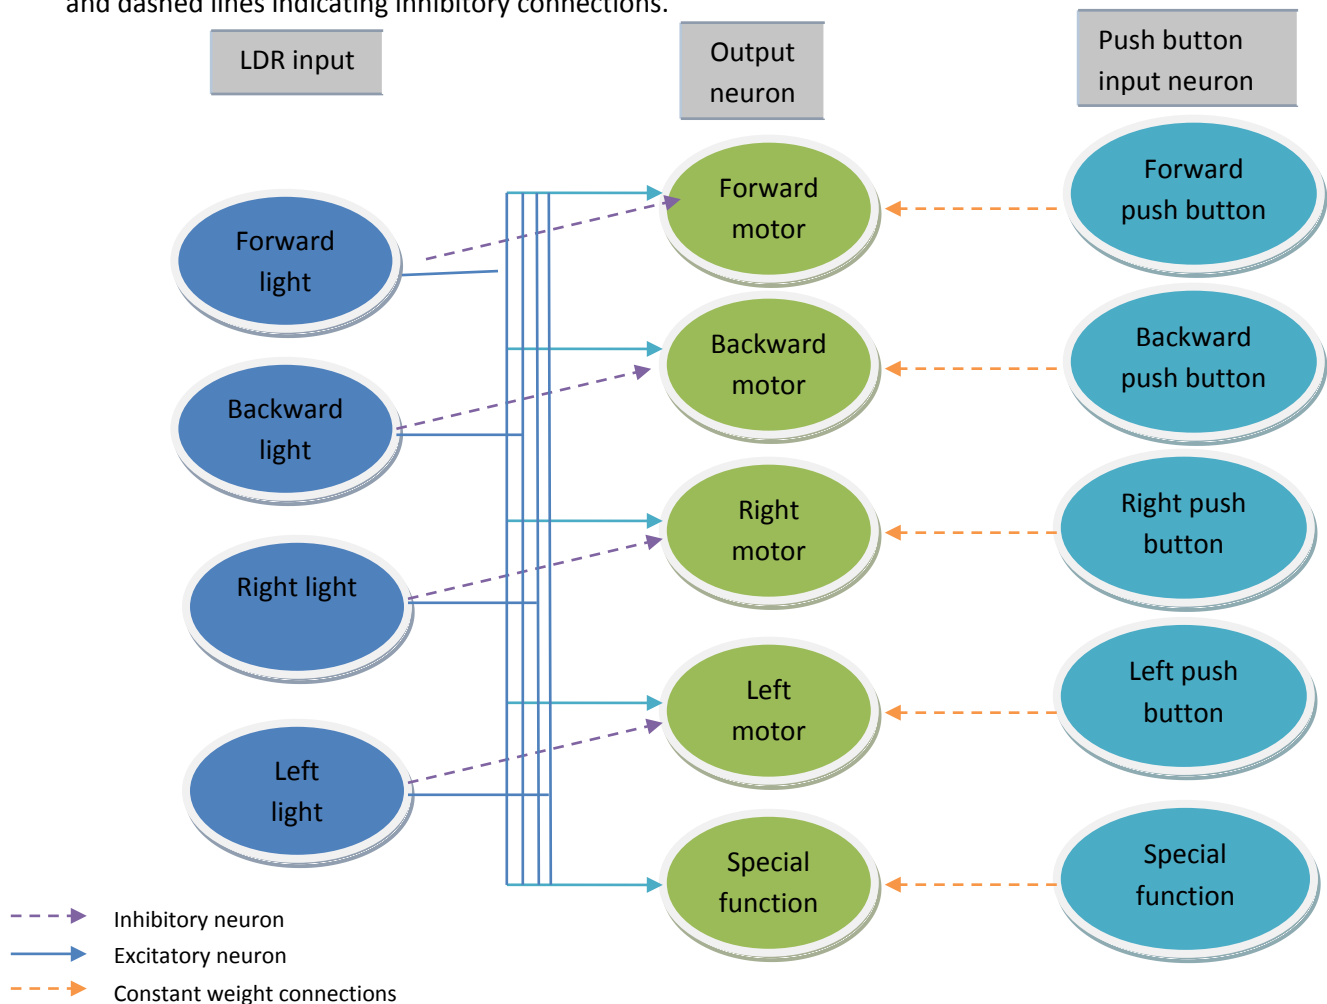 and dashed lines indicating inhibitory connections.
LDR input
Output
neuron
Push button
input neuron
Forward
light
Backward
light
Right light
Left
light
Forward
motor
Backward
motor
Right
motor
Left
motor
Special
function
Forward
push button
Backward
push button
Right push
button
Left push
button
Special
function
Inhibitory neuron
Excitatory neuron
Constant weight connections